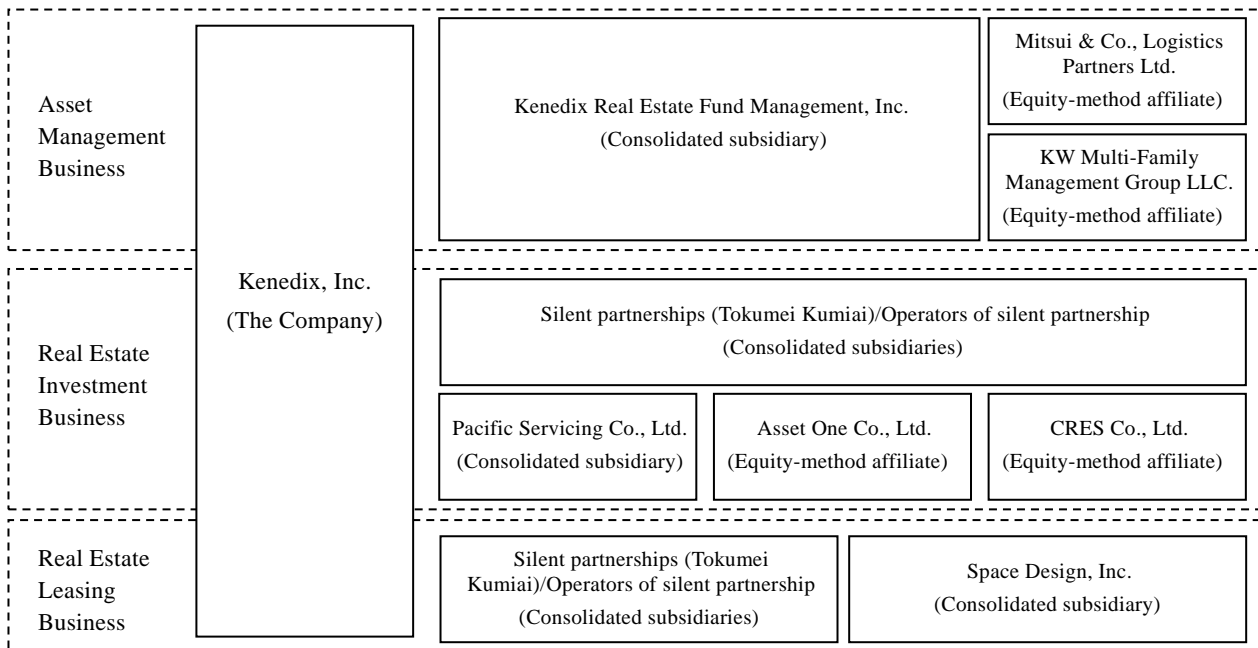 Asset
Management
Business
Kenedix, Inc.
(The Company)
Kenedix Real Estate Fund Management, Inc.
(Consolidated subsidiary)
Mitsui & Co., Logistics
Partners Ltd.
(Equity-method affiliate)
KW Multi-Family
Management Group LLC.
(Equity-method affiliate)
Real Estate
Investment
Business
Silent partnerships (Tokumei Kumiai)/Operators of silent partnership
(Consolidated subsidiaries)
Pacific Servicing Co., Ltd.
(Consolidated subsidiary)
Asset One Co., Ltd.
(Equity-method affiliate)
CRES Co., Ltd.
(Equity-method affiliate)
Real Estate
Leasing
Business
Silent partnerships (Tokumei
Kumiai)/Operators of silent partnership
(Consolidated subsidiaries)
Space Design, Inc.
(Consolidated subsidiary)